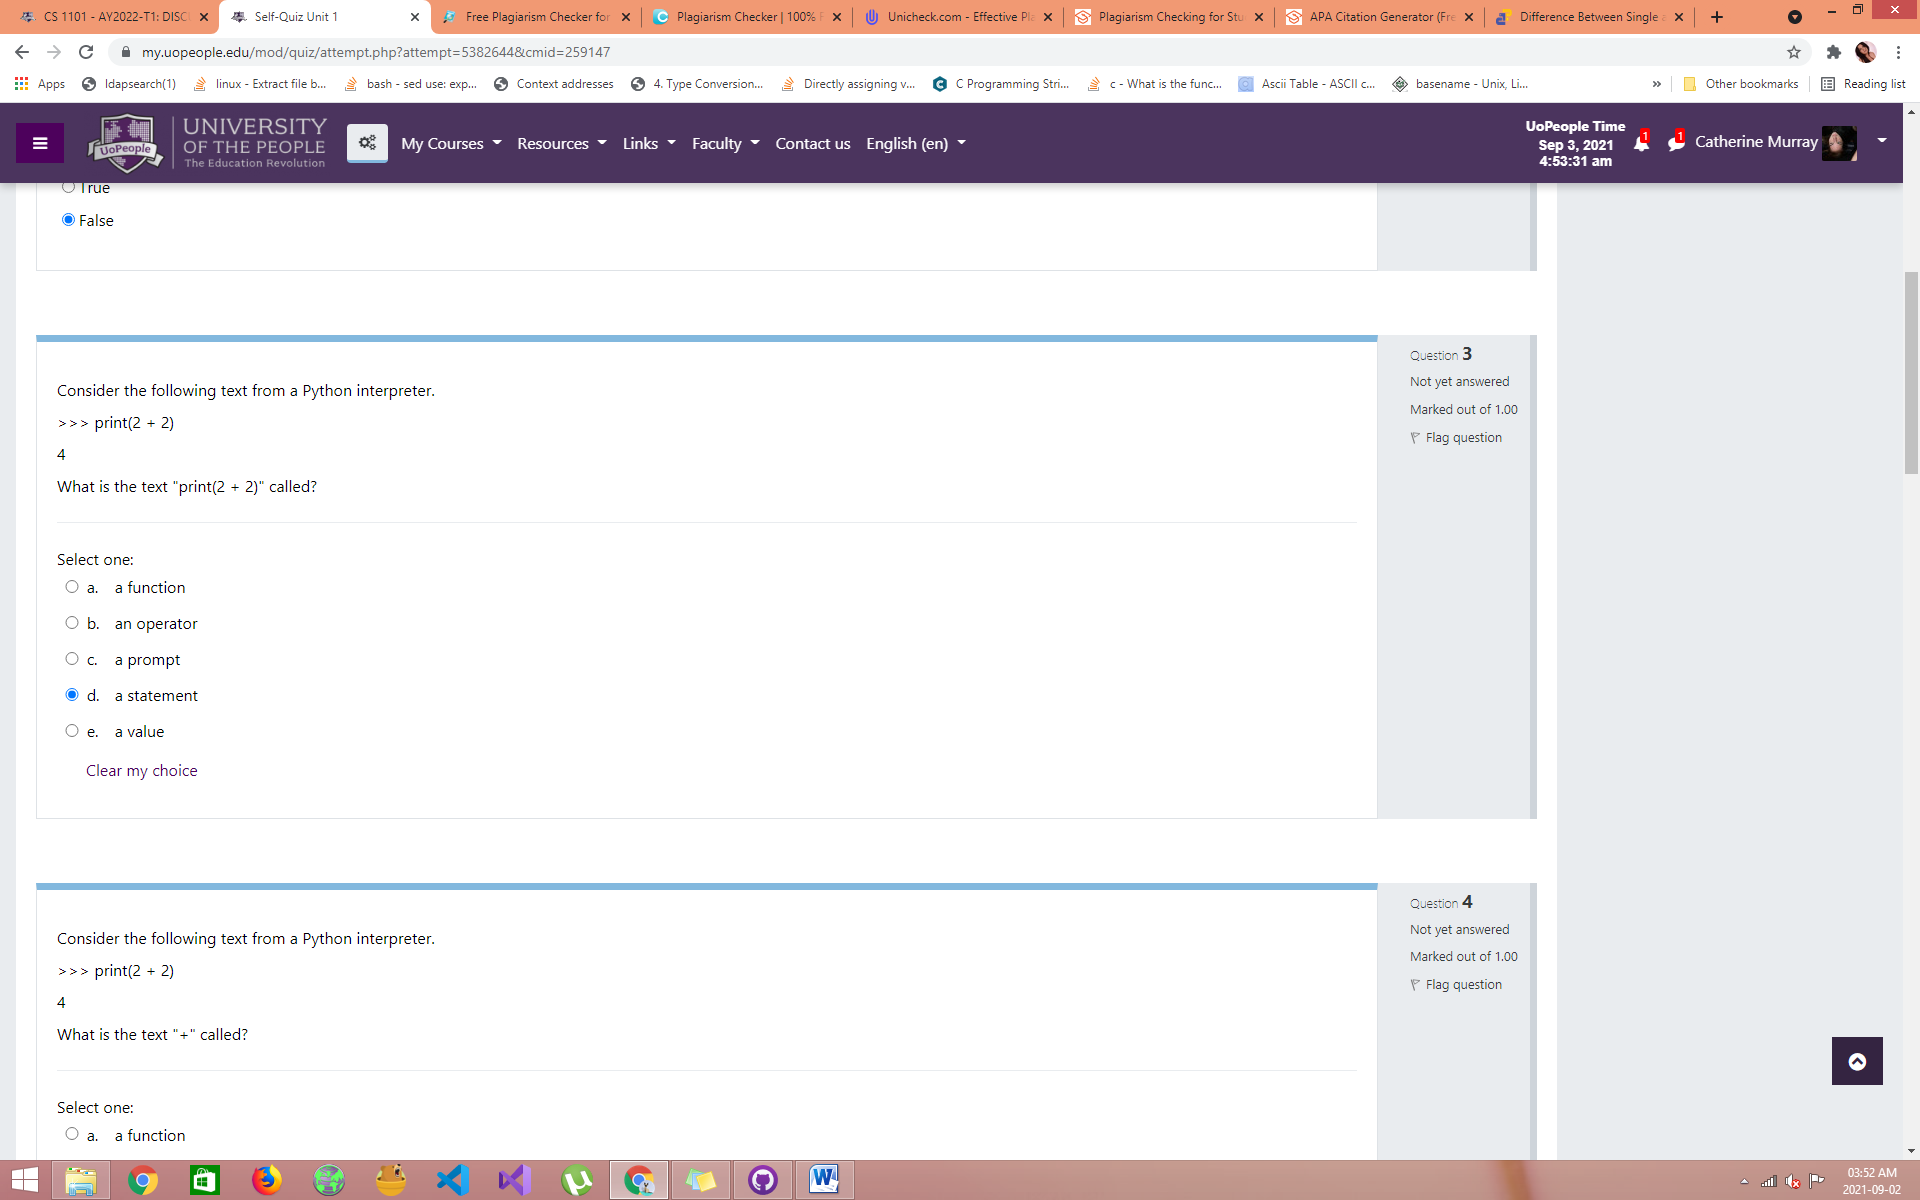 CS 1101 - AY2022-T1: DISC
Self-Quiz Unit 1
Free Plagiarism Checker for
Plagiarism Checker | 100% F
Unicheck.com - Effective Pl
Plagiarism Checking for Stu
APA Citation Generator (Fre
Difference Between Single a
my.uopeople.edu/mod/quiz/attempt.php?attempt=5382644&cmid=259147
Apps
ldapsearch(1)
linux - Extract file b...
bash - sed use: exp...
Context addresses
4. Type Conversion...
Directly assigning v...
C Programming Stri...
c - What is the func...
Ascii Table - ASCII c...
basename - Unix, Li...
»
Other bookmarks
Reading list
UoPeople
UNIVERSITY
OF THE PEOPLE
The Education Revolution
My Courses
Resources
Links
Faculty
Contact us
English (en)
UoPeople Time
Sep 3, 2021
4:53:31 am
1
1
Catherine Murray
True
False
Question 3
Not yet answered
Marked out of 1.00
Flag question
Consider the following text from a Python interpreter.
>>> print(2 + 2)
4
What is the text "print(2 + 2)" called?
Select one:
a. a function
b. an operator
c. a prompt
d. a statement
e. a value
Clear my choice
Question 4
Not yet answered
Marked out of 1.00
Flag question
Consider the following text from a Python interpreter.
>>> print(2 + 2)
4
What is the text "+" called?
Select one:
a. a function
03:52 AM
2021-09-02